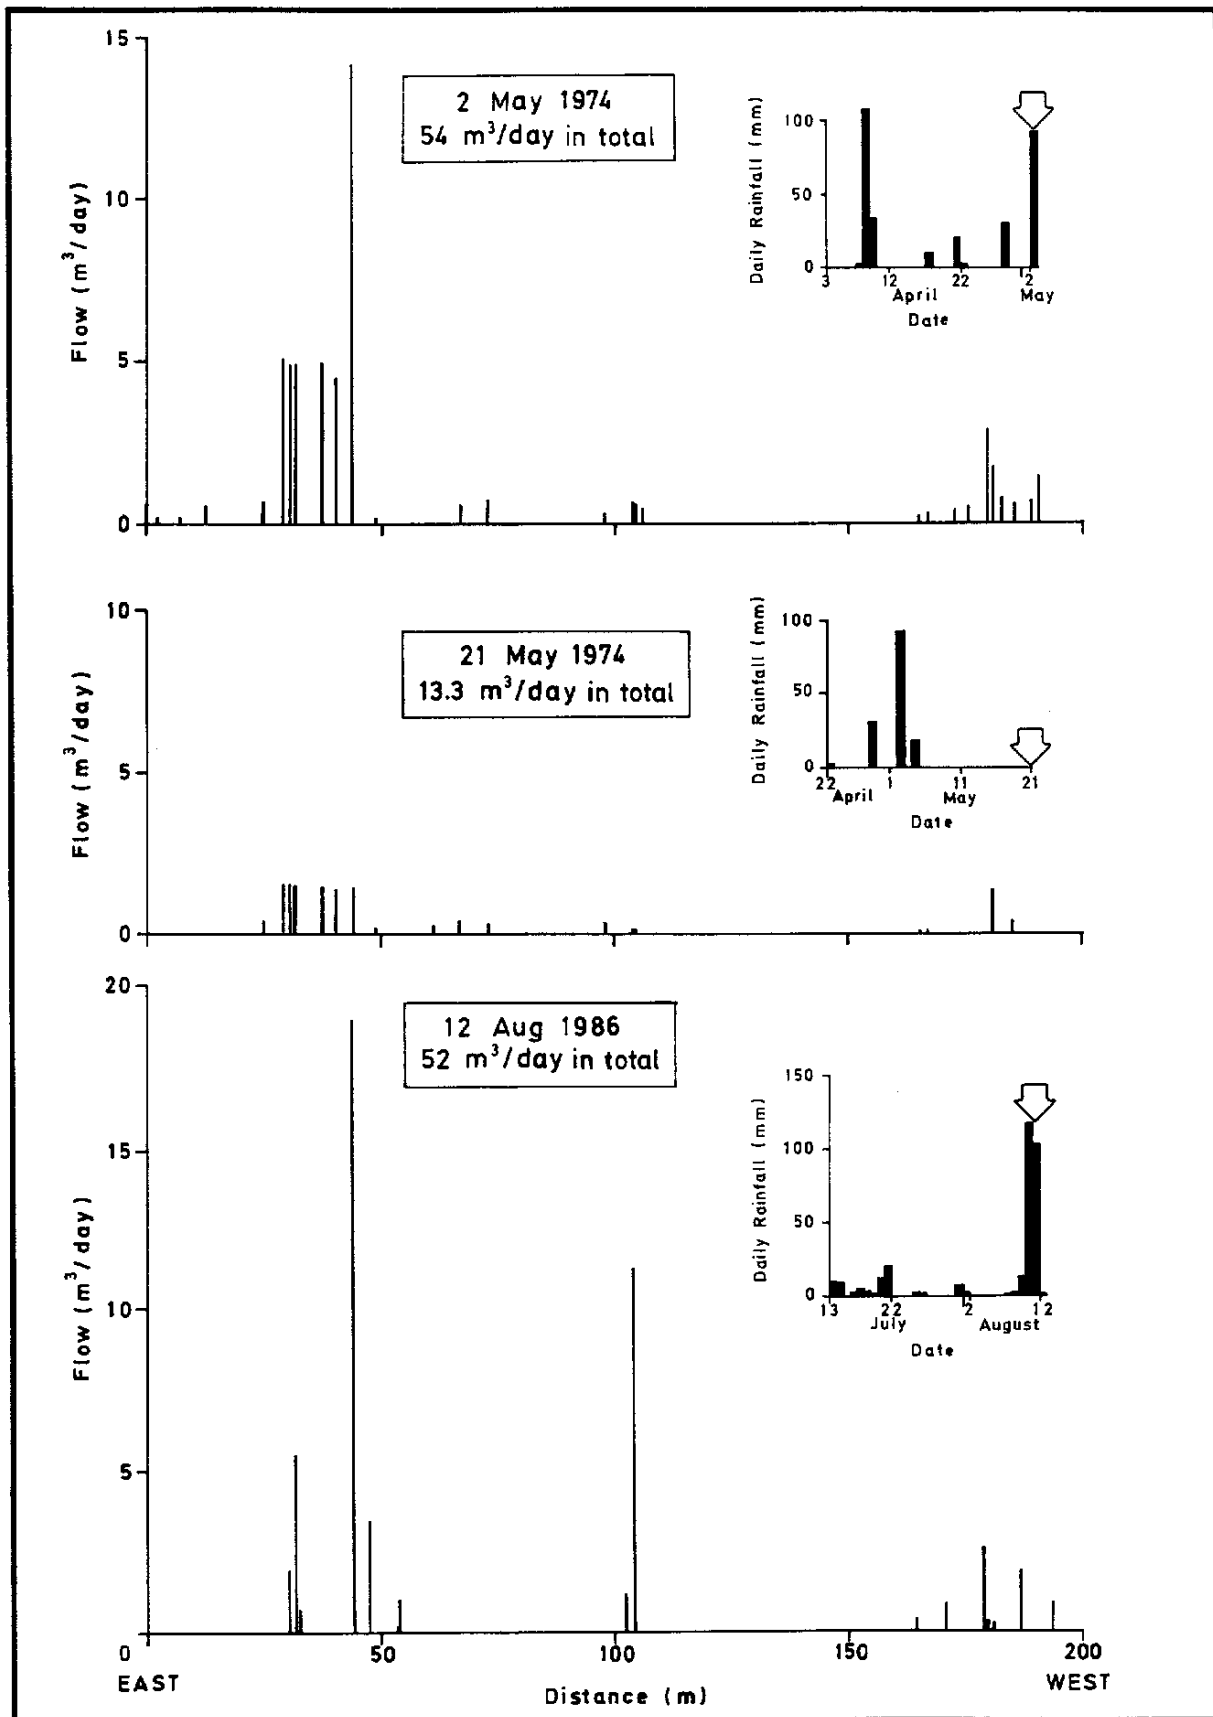 15
10
5
0
Flow (m³/day)
2 May 1974
54 m³/day in total
100
50
0
Daily Rainfall (mm)
3 12 22 2
April May
Date
10
5
0
Flow (m³/day)
21 May 1974
13.3 m³/day in total
100
50
0
Daily Rainfall (mm)
22 1 11 21
April May
Date
20
15
10
5
0
Flow (m³/day)
12 Aug 1986
52 m³/day in total
150
100
50
0
Daily Rainfall (mm)
13 22 2 12
July August
Date
50 100 150 200
EAST WEST
Distance (m)